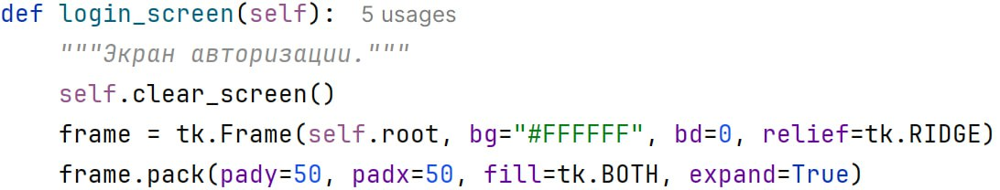 def login_screen(self): 5 usages
    """Экран авторизации."""
    self.clear_screen()
    frame = tk.Frame(self.root, bg="#FFFFFF", bd=0, relief=tk.RIDGE)
    frame.pack(pady=50, padx=50, fill=tk.BOTH, expand=True)